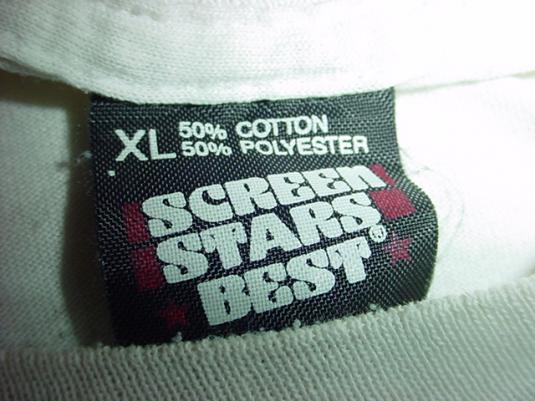 XL 50% COTTON
50% POLYESTER
SCREEN
STARS
BEST®